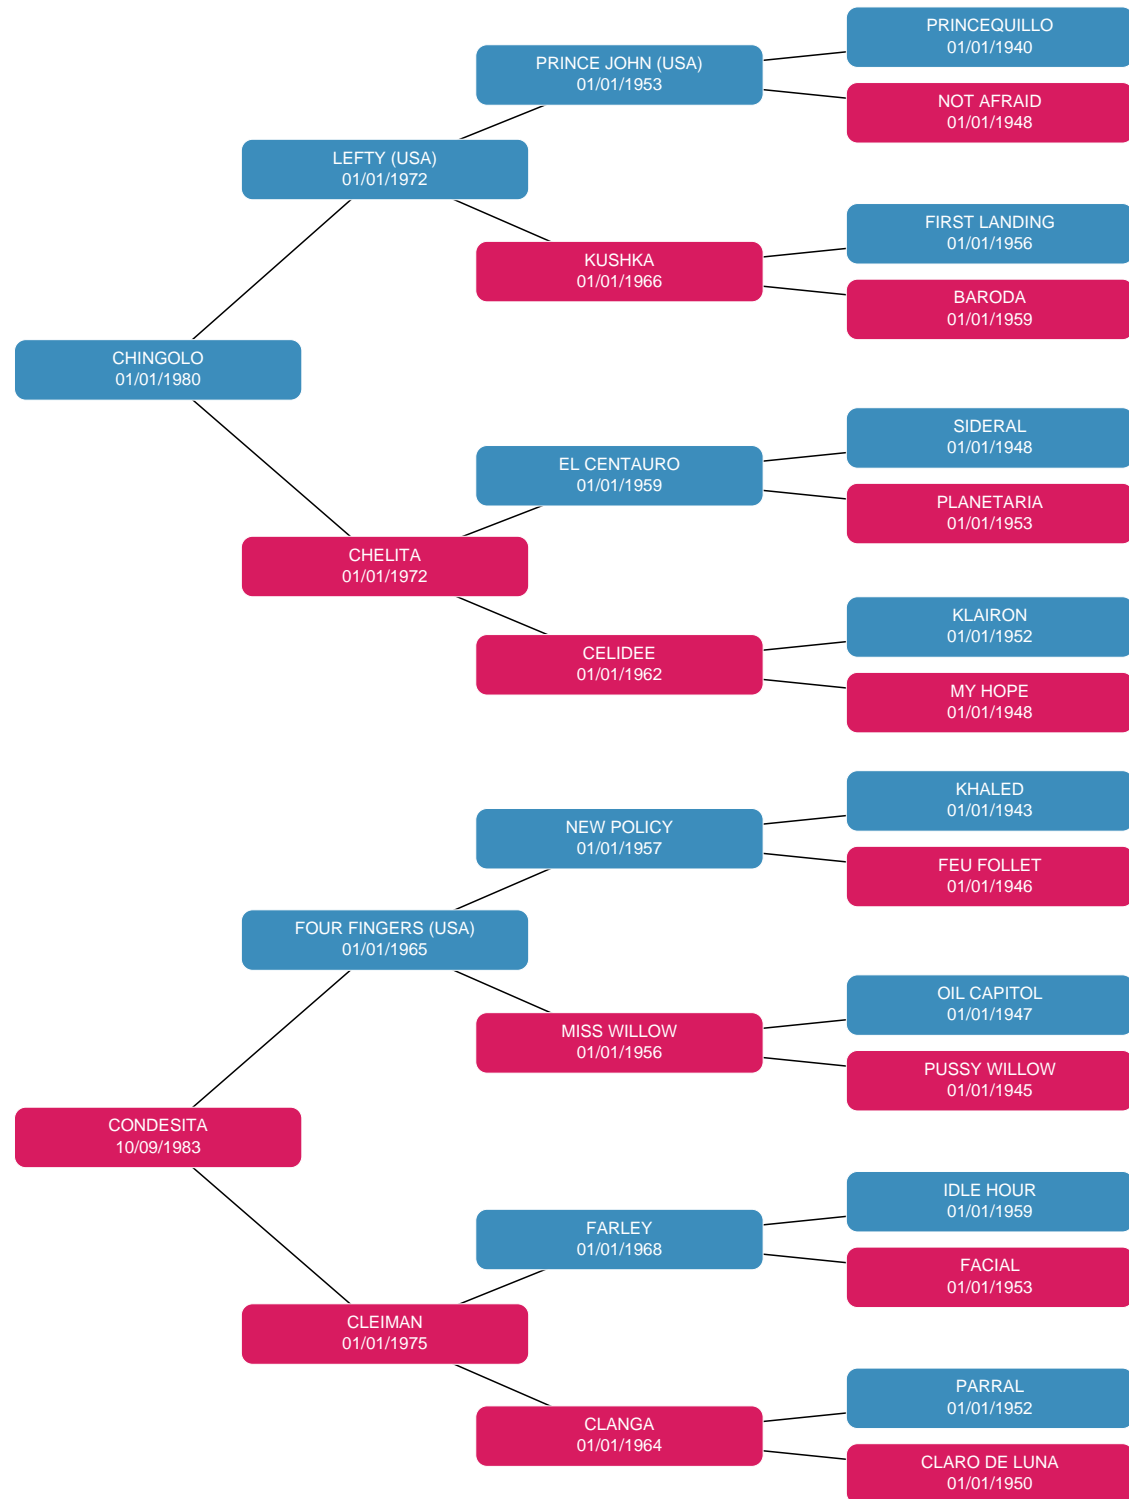 PRINCEQUILLO
01/01/1940
PRINCE JOHN (USA)
01/01/1953
NOT AFRAID
01/01/1948
LEFTY (USA)
01/01/1972
FIRST LANDING
01/01/1956
KUSHKA
01/01/1966
BARODA
01/01/1959
CHINGOLO
01/01/1980
SIDERAL
01/01/1948
EL CENTAURO
01/01/1959
PLANETARIA
01/01/1953
CHELITA
01/01/1972
KLAIRON
01/01/1952
CELIDEE
01/01/1962
MY HOPE
01/01/1948
KHALED
01/01/1943
NEW POLICY
01/01/1957
FEU FOLLET
01/01/1946
FOUR FINGERS (USA)
01/01/1965
OIL CAPITOL
01/01/1947
MISS WILLOW
01/01/1956
PUSSY WILLOW
01/01/1945
CONDESITA
10/09/1983
IDLE HOUR
01/01/1959
FARLEY
01/01/1968
FACIAL
01/01/1953
CLEIMAN
01/01/1975
PARRAL
01/01/1952
CLANGA
01/01/1964
CLARO DE LUNA
01/01/1950